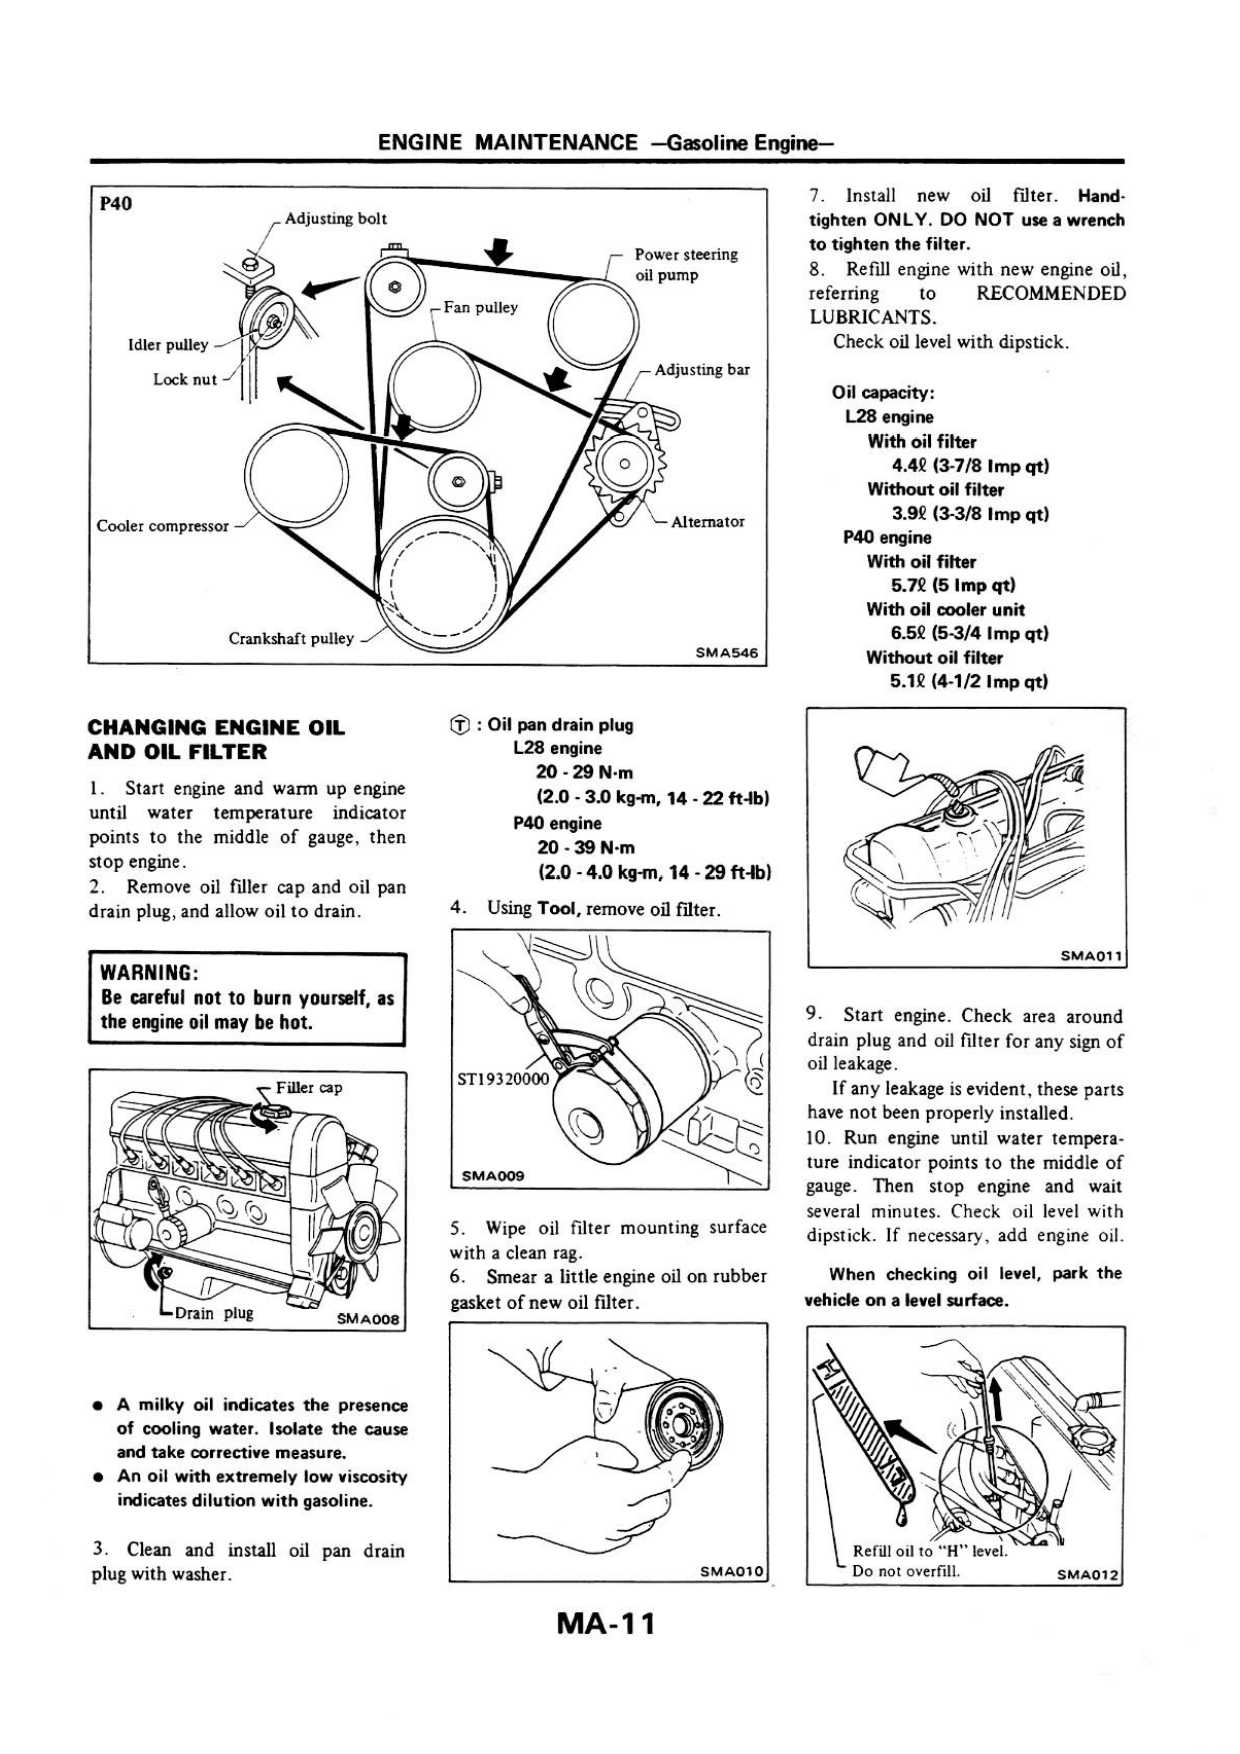 ENGINE MAINTENANCE —Gasoline Engine—
P40
Adjusting bolt
Power steering
oil pump
Fan pulley
Idler pulley
Lock nut
Adjusting bar
Cooler compressor
Alternator
Crankshaft pulley
SMA546
CHANGING ENGINE OIL
AND OIL FILTER
1. Start engine and warm up engine
until water temperature indicator
points to the middle of gauge, then
stop engine.
2. Remove oil filler cap and oil pan
drain plug, and allow oil to drain.
WARNING:
Be careful not to burn yourself, as
the engine oil may be hot.
Filler cap
Drain plug
SMA008
● A milky oil indicates the presence
of cooling water. Isolate the cause
and take corrective measure.
● An oil with extremely low viscosity
indicates dilution with gasoline.
3. Clean and install oil pan drain
plug with washer.
Ⓣ : Oil pan drain plug
L28 engine
20 - 29 N·m
(2.0 - 3.0 kg-m, 14 - 22 ft-lb)
P40 engine
20 - 39 N·m
(2.0 - 4.0 kg-m, 14 - 29 ft-lb)
4. Using Tool, remove oil filter.
ST19320000
SMA009
5. Wipe oil filter mounting surface
with a clean rag.
6. Smear a little engine oil on rubber
gasket of new oil filter.
SMA010
7. Install new oil filter. Hand-
tighten ONLY. DO NOT use a wrench
to tighten the filter.
8. Refill engine with new engine oil,
referring to RECOMMENDED
LUBRICANTS.
Check oil level with dipstick.
Oil capacity:
L28 engine
With oil filter
4.4ℓ (3-7/8 Imp qt)
Without oil filter
3.9ℓ (3-3/8 Imp qt)
P40 engine
With oil filter
5.7ℓ (5 Imp qt)
With oil cooler unit
6.5ℓ (5-3/4 Imp qt)
Without oil filter
5.1ℓ (4-1/2 Imp qt)
SMA011
9. Start engine. Check area around
drain plug and oil filter for any sign of
oil leakage.
If any leakage is evident, these parts
have not been properly installed.
10. Run engine until water tempera-
ture indicator points to the middle of
gauge. Then stop engine and wait
several minutes. Check oil level with
dipstick. If necessary, add engine oil.
When checking oil level, park the
vehicle on a level surface.
H
L
Refill oil to "H" level.
Do not overfill.
SMA012
MA-11